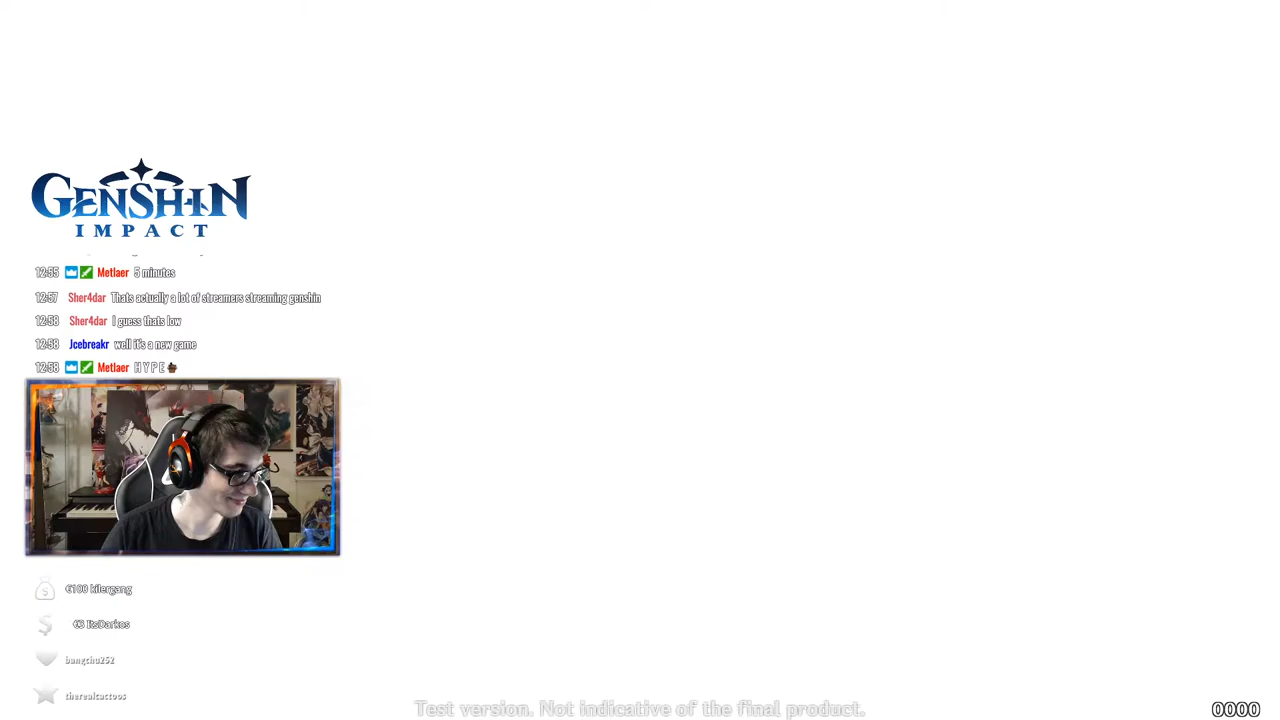 GENSHIN
IMPACT
12:55 Metlaer 5 minutes
12:57 Sher4dar Thats actually a lot of streamers streaming genshin
12:58 Sher4dar I guess thats low
12:58 Jcebreakr well it's a new game
12:58 Metlaer H Y P E
€100 kilergang
€3 ItsDarkos
bangchu252
therealcactoos
Test version. Not indicative of the final product.
0000